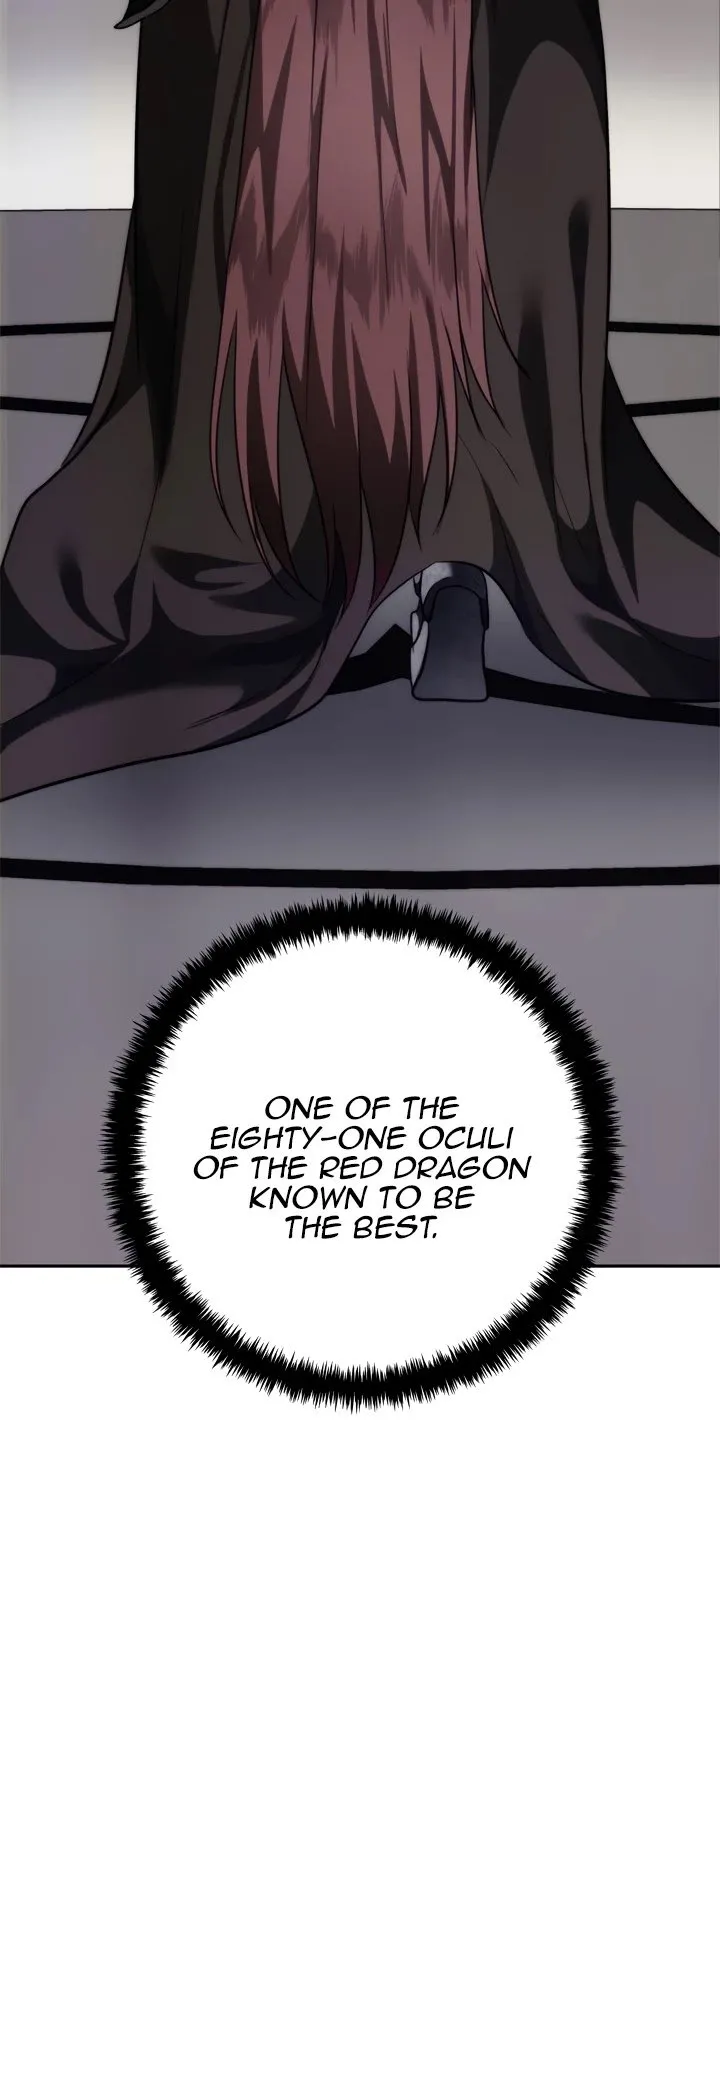 ONE OF THE
EIGHTY-ONE OCULI
OF THE RED DRAGON
KNOWN TO BE
THE BEST.